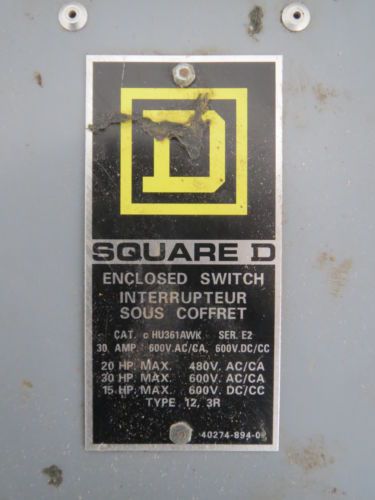 D
SQUARE D
ENCLOSED SWITCH
INTERRUPTEUR
SOUS COFFRET
CAT. c HU361AWK SER. E2
30 AMP. 600V.AC/CA, 600V.DC/CC
20 HP. MAX. 480V. AC/CA
30 HP. MAX. 600V. AC/CA
15 HP. MAX. 600V. DC/CC
TYPE 12, 3R
40274-894-0